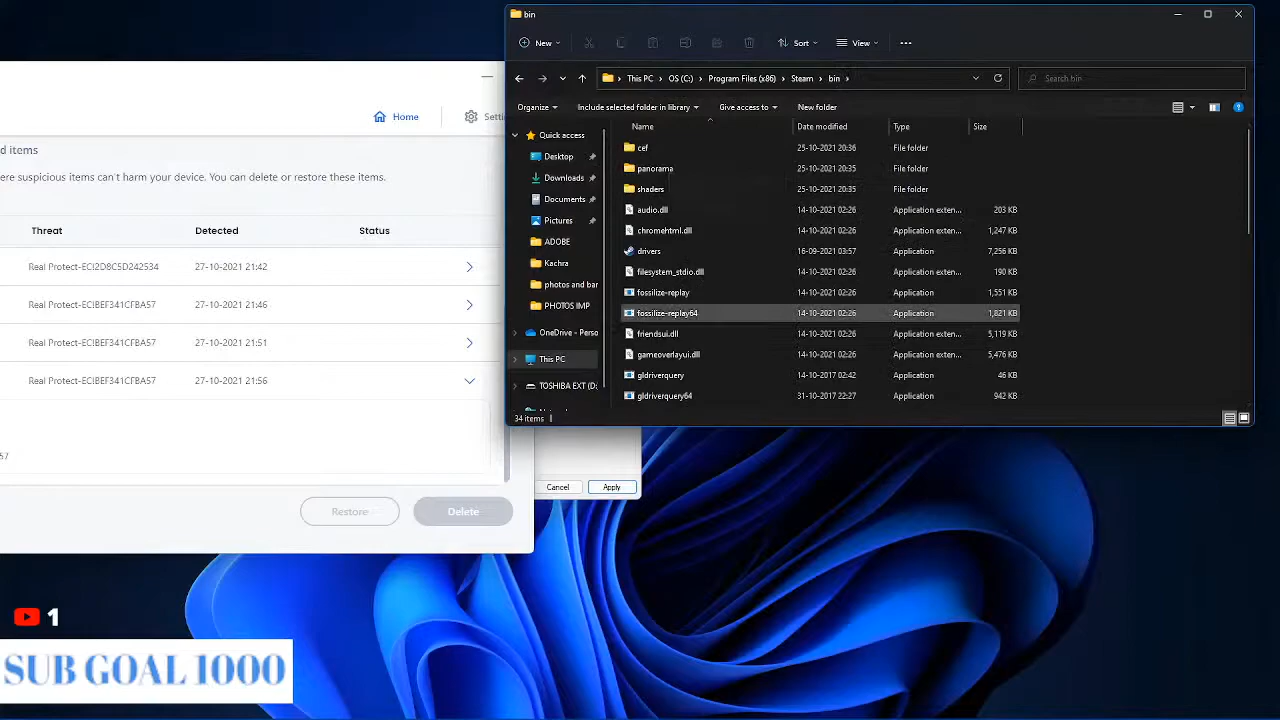 bin
New
Sort
View
This PC
OS (C:)
Program Files (x86)
Steam
bin
Search bin
Organize
Include selected folder in library
Give access to
New folder
Quick access
Desktop
Downloads
Documents
Pictures
ADOBE
Kachra
photos and bar
PHOTOS IMP
OneDrive - Perso
This PC
TOSHIBA EXT (D:
Name Date modified Type Size
cef 25-10-2021 20:36 File folder
panorama 25-10-2021 20:35 File folder
shaders 25-10-2021 20:35 File folder
audio.dll 14-10-2021 02:26 Application exten... 203 KB
chromehtml.dll 14-10-2021 02:26 Application exten... 1,247 KB
drivers 16-09-2021 03:57 Application 7,256 KB
filesystem_stdio.dll 14-10-2021 02:26 Application exten... 190 KB
fossilize-replay 14-10-2021 02:26 Application 1,551 KB
fossilize-replay64 14-10-2021 02:26 Application 1,821 KB
friendsui.dll 14-10-2021 02:26 Application exten... 5,119 KB
gameoverlayui.dll 14-10-2021 02:26 Application exten... 5,476 KB
gldriverquery 14-10-2017 02:42 Application 46 KB
gldriverquery64 31-10-2017 22:27 Application 942 KB
34 items
Home
Setti
d items
ere suspicious items can't harm your device. You can delete or restore these items.
Threat Detected Status
Real Protect-EC!2D8C5D242534 27-10-2021 21:42
Real Protect-EC!BEF341CFBA57 27-10-2021 21:46
Real Protect-EC!BEF341CFBA57 27-10-2021 21:51
Real Protect-EC!BEF341CFBA57 27-10-2021 21:56
57
Restore
Delete
Cancel
Apply
1
SUB GOAL 1000